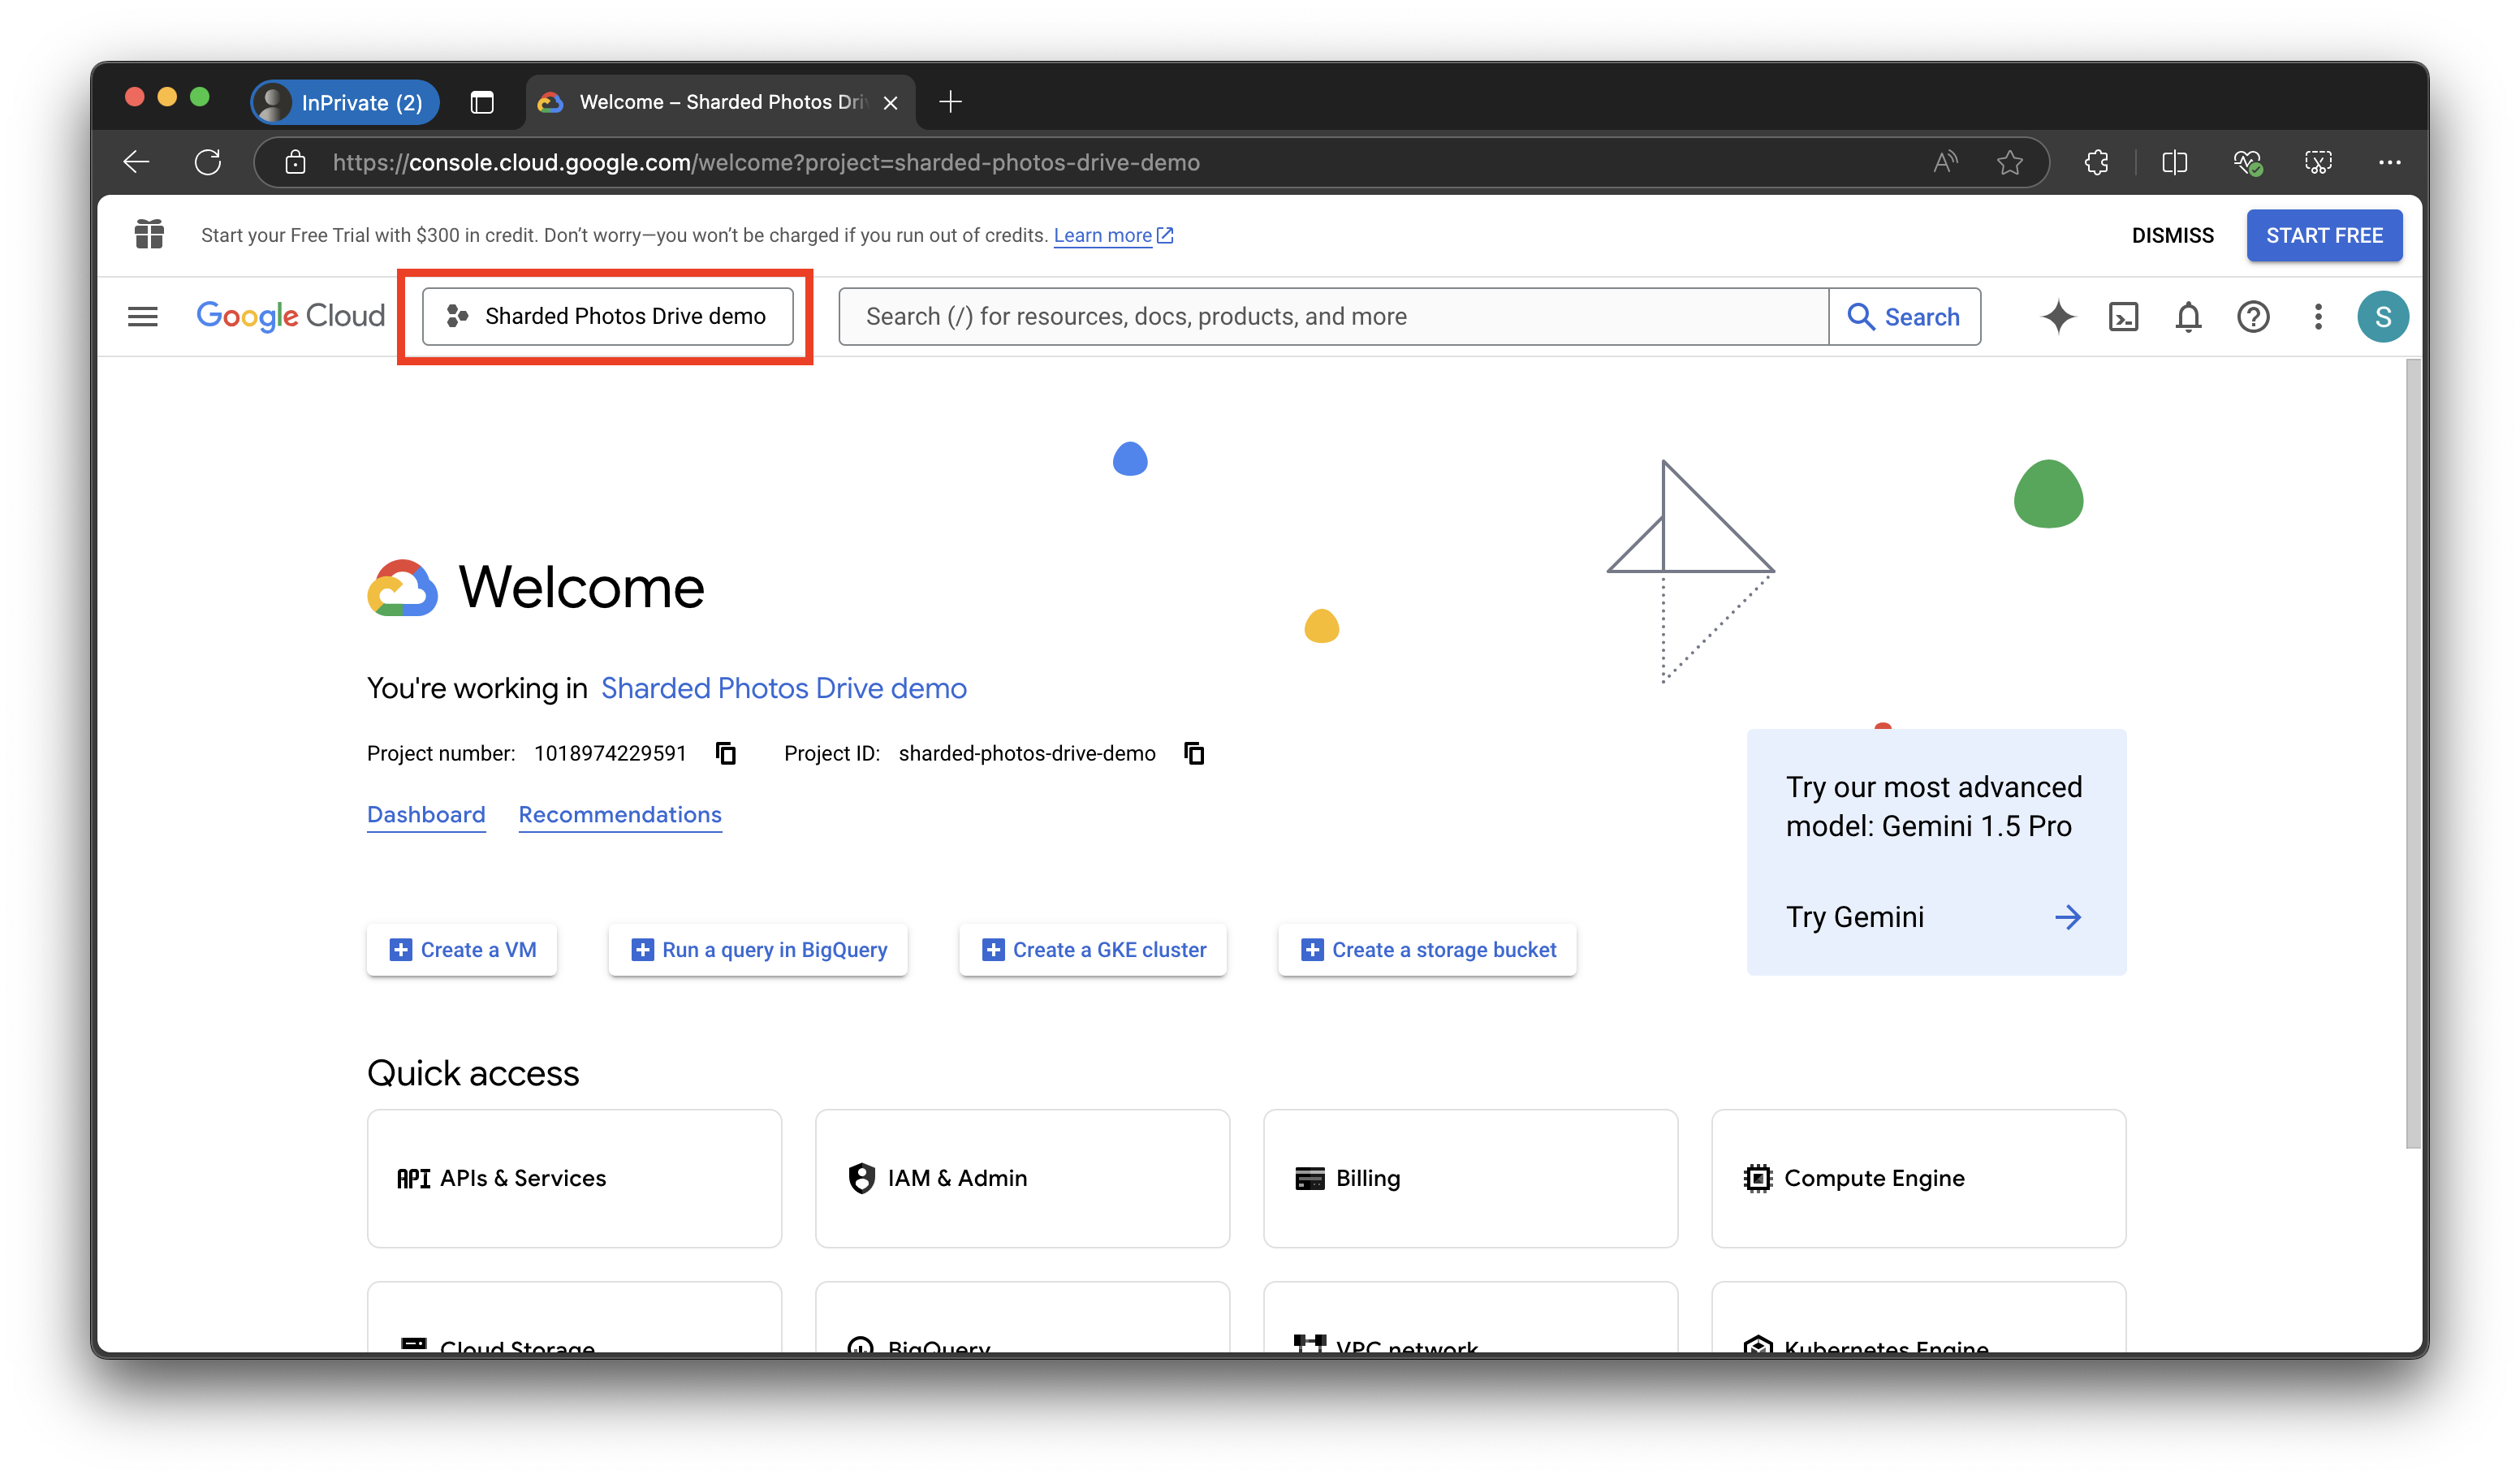 InPrivate (2)
Welcome – Sharded Photos Dri
https://console.cloud.google.com/welcome?project=sharded-photos-drive-demo
Start your Free Trial with $300 in credit. Don’t worry—you won’t be charged if you run out of credits. Learn more
DISMISS
START FREE
Google Cloud
Sharded Photos Drive demo
Search (/) for resources, docs, products, and more
Search
S
Welcome
You're working in Sharded Photos Drive demo
Project number: 1018974229591
Project ID: sharded-photos-drive-demo
Dashboard
Recommendations
Try our most advanced
model: Gemini 1.5 Pro
Try Gemini
Create a VM
Run a query in BigQuery
Create a GKE cluster
Create a storage bucket
Quick access
API APIs & Services
IAM & Admin
Billing
Compute Engine
Cloud Storage
BigQuery
VPC network
Kubernetes Engine